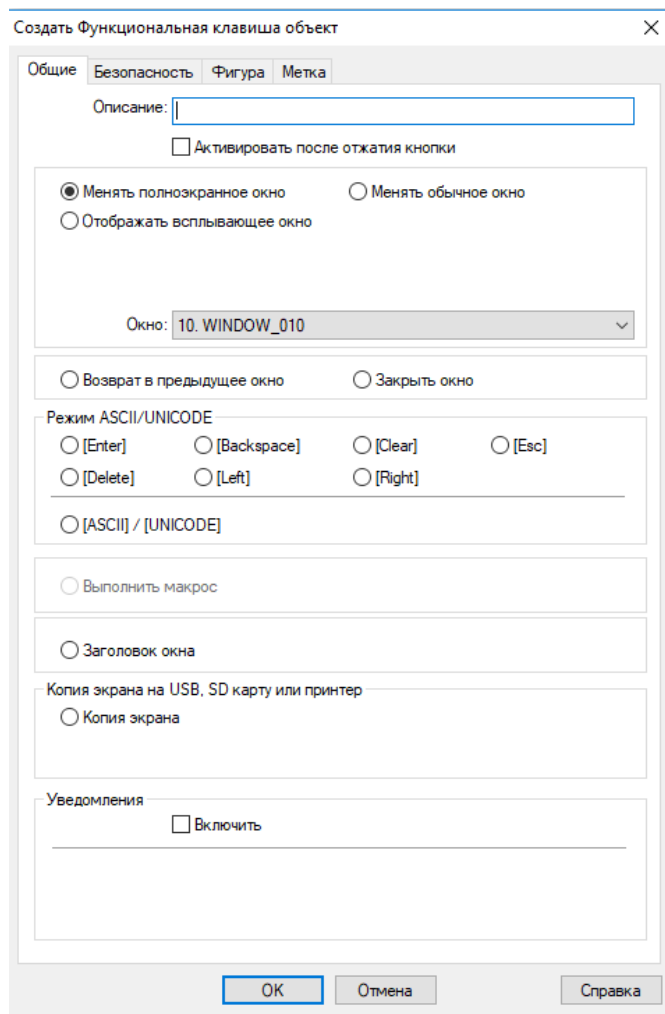 Создать Функциональная клавиша объект
Общие Безопасность Фигура Метка
Описание:
Активировать после отжатия кнопки
Менять полноэкранное окно Менять обычное окно
Отображать всплывающее окно
Окно: 10. WINDOW_010
Возврат в предыдущее окно Закрыть окно
Режим ASCII/UNICODE
[Enter] [Backspace] [Clear] [Esc]
[Delete] [Left] [Right]
[ASCII] / [UNICODE]
Выполнить макрос
Заголовок окна
Копия экрана на USB, SD карту или принтер
Копия экрана
Уведомления
Включить
OK Отмена Справка